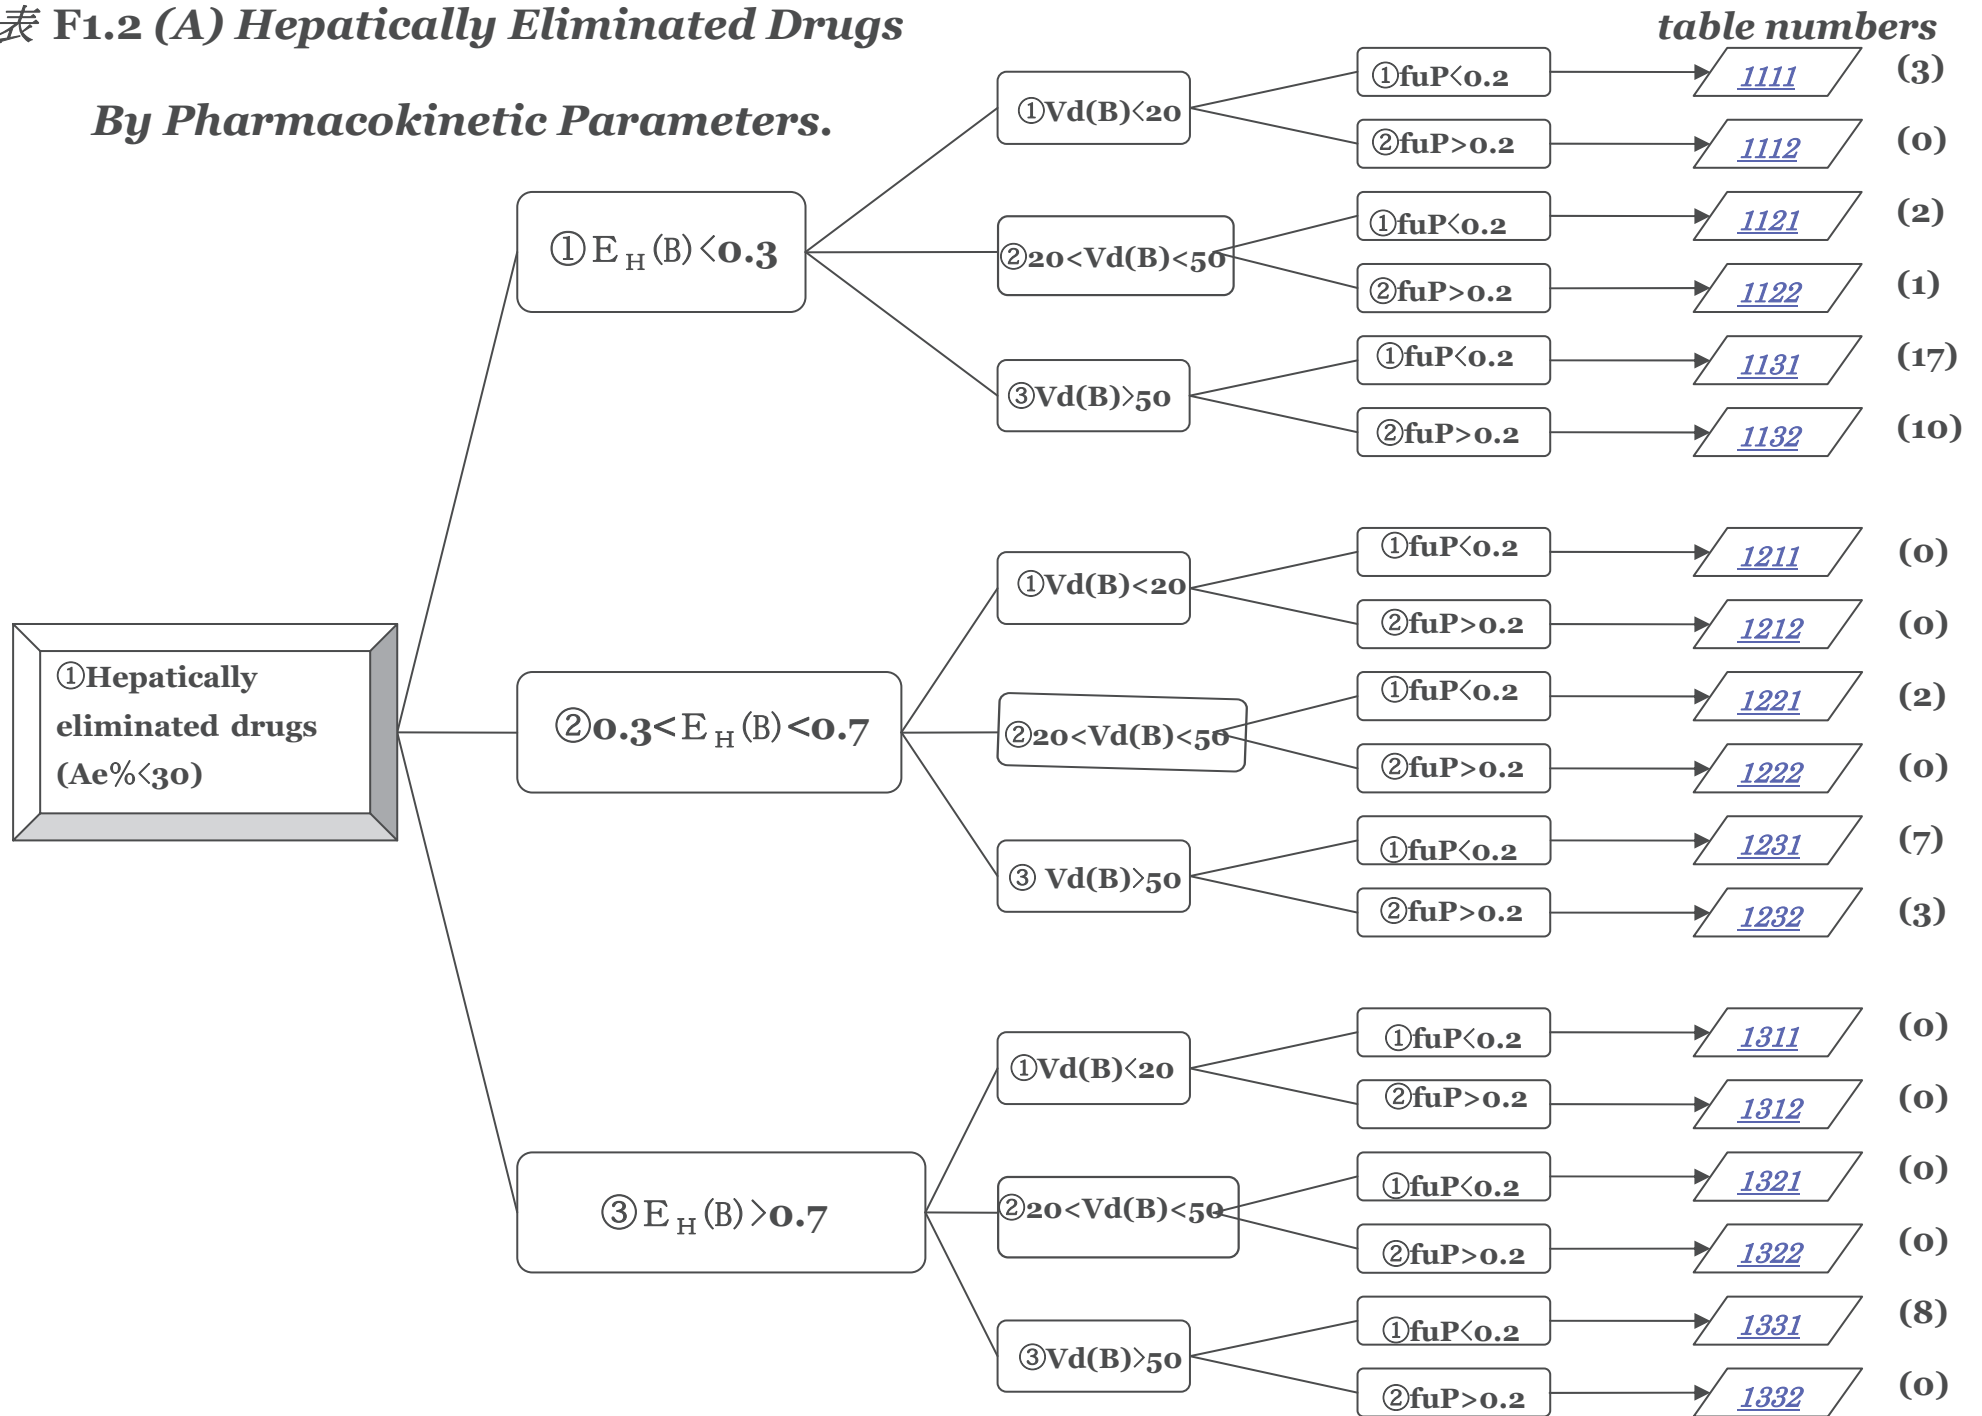 表 F1.2 (A) Hepatically Eliminated Drugs
By Pharmacokinetic Parameters.
table numbers
①Hepatically
eliminated drugs
(Ae%<30)
①EH(B)<0.3
①Vd(B)<20
①fuP<0.2
1111
(3)
②fuP>0.2
1112
(0)
②20<Vd(B)<50
①fuP<0.2
1121
(2)
②fuP>0.2
1122
(1)
③Vd(B)>50
①fuP<0.2
1131
(17)
②fuP>0.2
1132
(10)
②0.3<EH(B)<0.7
①Vd(B)<20
①fuP<0.2
1211
(0)
②fuP>0.2
1212
(0)
②20<Vd(B)<50
①fuP<0.2
1221
(2)
②fuP>0.2
1222
(0)
③ Vd(B)>50
①fuP<0.2
1231
(7)
②fuP>0.2
1232
(3)
③EH(B)>0.7
①Vd(B)<20
①fuP<0.2
1311
(0)
②fuP>0.2
1312
(0)
②20<Vd(B)<50
①fuP<0.2
1321
(0)
②fuP>0.2
1322
(0)
③Vd(B)>50
①fuP<0.2
1331
(8)
②fuP>0.2
1332
(0)